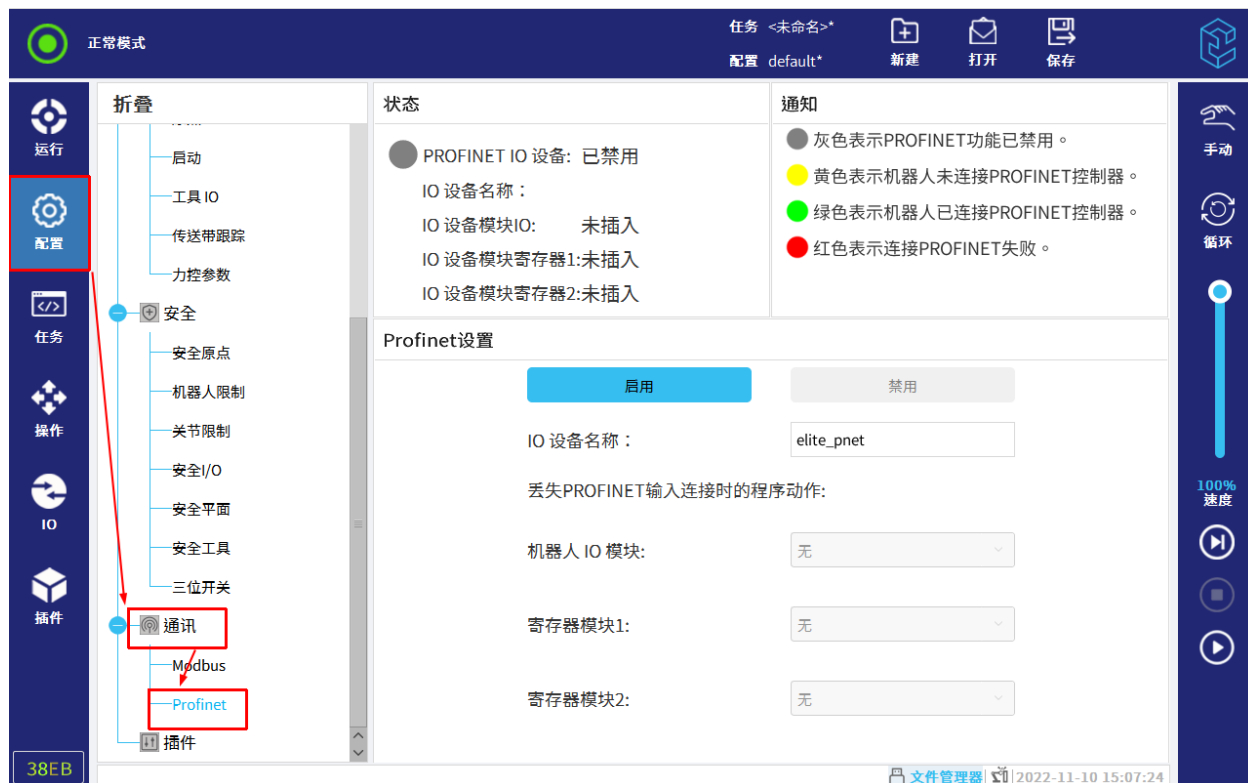 正常模式
任务 <未命名>*
配置 default*
新建
打开
保存
运行
配置
任务
操作
IO
插件
38EB
折叠
启动
工具 IO
传送带跟踪
力控参数
安全
安全原点
机器人限制
关节限制
安全I/O
安全平面
安全工具
三位开关
通讯
Modbus
Profinet
插件
状态
PROFINET IO 设备: 已禁用
IO 设备名称：
IO 设备模块IO: 未插入
IO 设备模块寄存器1:未插入
IO 设备模块寄存器2:未插入
通知
灰色表示PROFINET功能已禁用。
黄色表示机器人未连接PROFINET控制器。
绿色表示机器人已连接PROFINET控制器。
红色表示连接PROFINET失败。
Profinet设置
启用
禁用
IO 设备名称：
elite_pnet
丢失PROFINET输入连接时的程序动作:
机器人 IO 模块:
无
寄存器模块1:
无
寄存器模块2:
无
手动
循环
100%
速度
文件管理器
2022-11-10 15:07:24